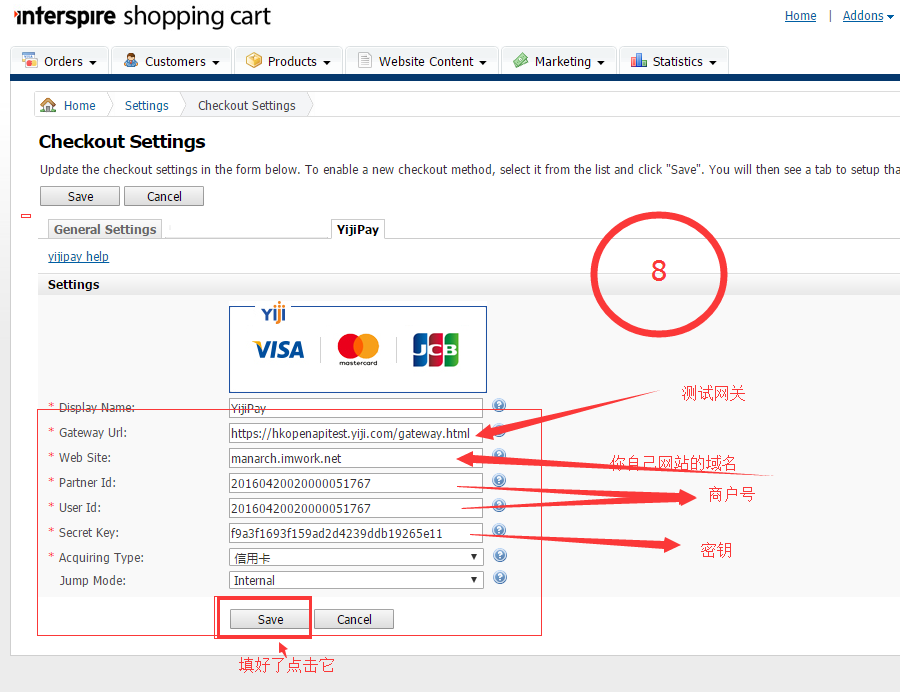 interspire shopping cart
Home | Addons
Orders Customers Products Website Content Marketing Statistics
Home Settings Checkout Settings
Checkout Settings
Update the checkout settings in the form below. To enable a new checkout method, select it from the list and click "Save". You will then see a tab to setup tha
Save Cancel
General Settings YijiPay
yijipay help
8
Settings
Yiji
VISA mastercard JCB
测试网关
Display Name: YijiPay
* Gateway Url: https://hkopenapitest.yiji.com/gateway.html
* Web Site: manarch.imwork.net
你自己网站的域名
* Partner Id: 20160420020000051767
商户号
* User Id: 20160420020000051767
* Secret Key: f9a3f1693f159ad2d4239ddb19265e11
密钥
* Acquiring Type: 信用卡
Jump Mode: Internal
Save Cancel
填好了点击它